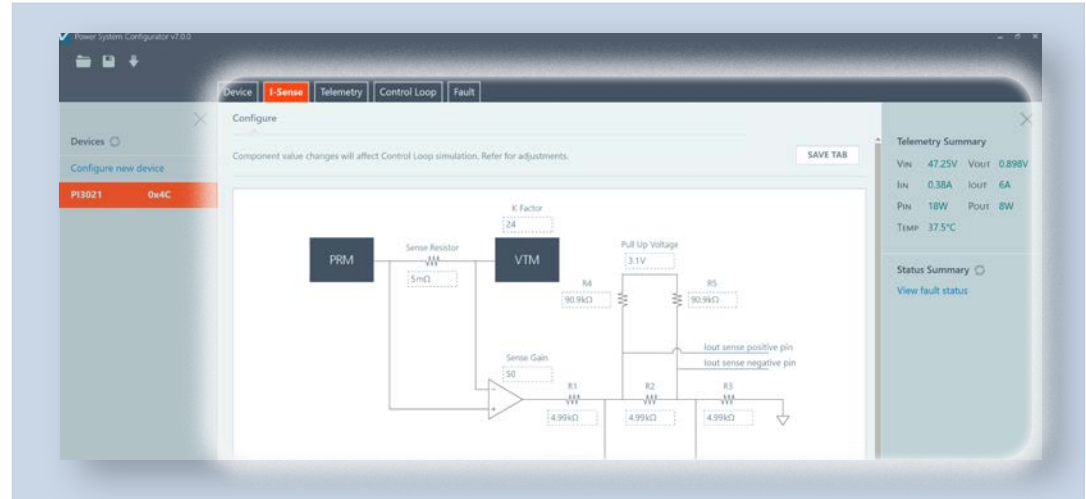 Power System Configurator v7.0.0
Device I-Sense Telemetry Control Loop Fault
Devices
Configure new device
PI3021 0x4C
Configure
Component value changes will affect Control Loop simulation. Refer for adjustments.
SAVE TAB
K Factor
24
PRM
Sense Resistor
5mΩ
VTM
Pull Up Voltage
3.1V
R4
90.9kΩ
R5
90.9kΩ
Iout sense positive pin
Iout sense negative pin
Sense Gain
50
R1
4.99kΩ
R2
4.99kΩ
R3
4.99kΩ
Telemetry Summary
VIN 47.25V VOUT 0.898V
IIN 0.38A IOUT 6A
PIN 18W POUT 8W
TEMP 37.5°C
Status Summary
View fault status